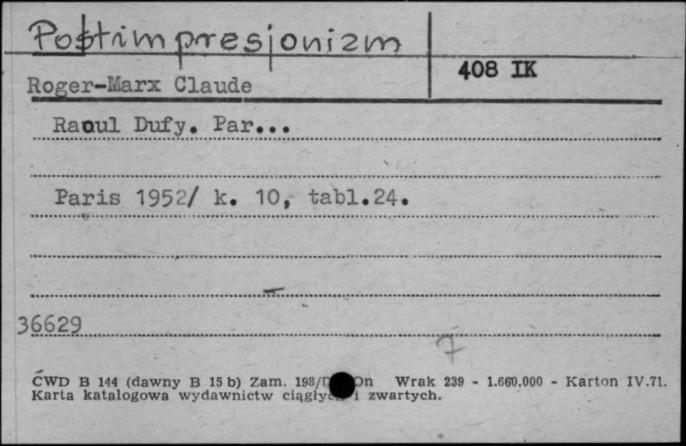 Postimpresjonizm
408 IK
Roger-Marx Claude
Raoul Dufy. Par...
Paris 1952/ k. 10, tabl.24.
36629
7
CWD B 144 (dawny B 15 b) Zam. 198/ Wrak 239 - 1.660.000 - Karton IV.71.
Karta katalogowa wydawnictw i zwartych.